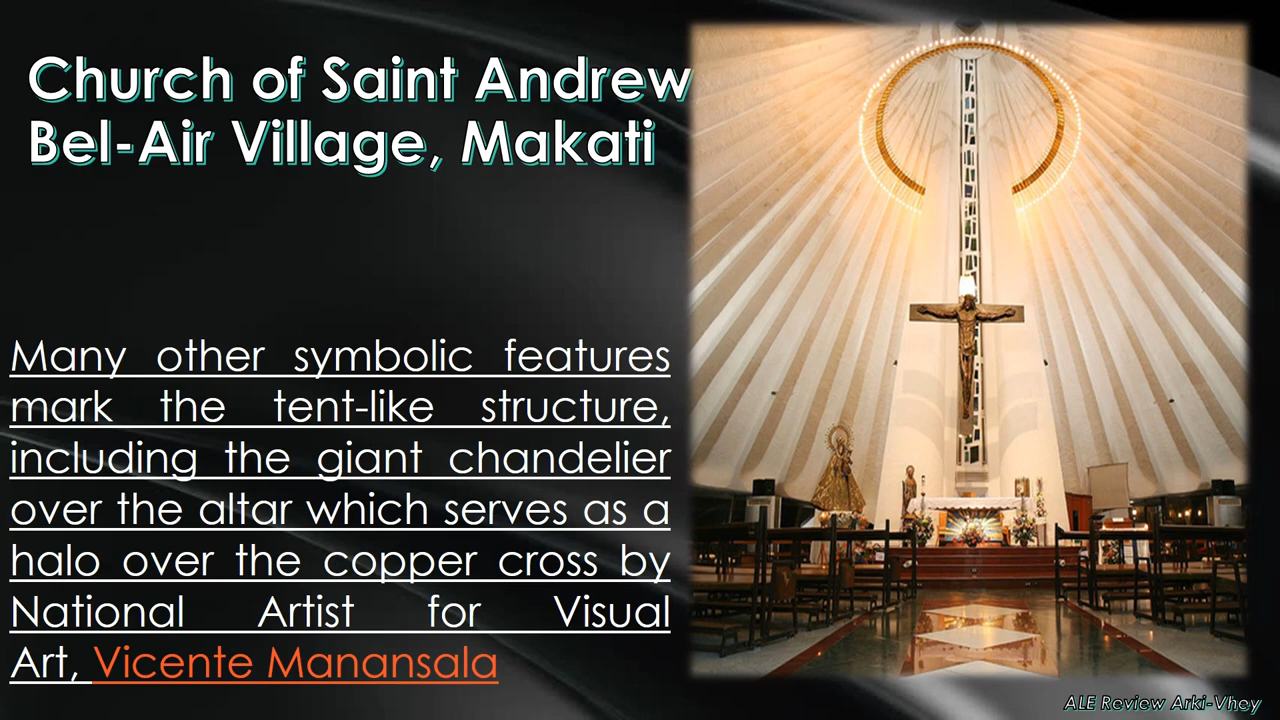 Church of Saint Andrew
Bel-Air Village, Makati
Many other symbolic features
mark the tent-like structure,
including the giant chandelier
over the altar which serves as a
halo over the copper cross by
National Artist for Visual
Art, Vicente Manansala
ALE Review Arki-Vhey